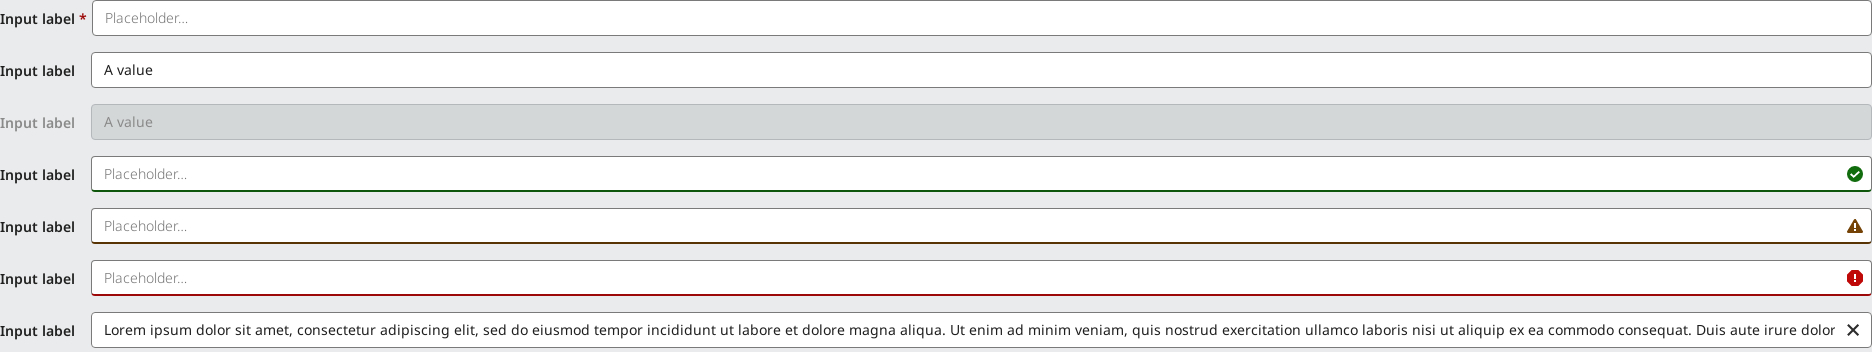 Input label * Placeholder...
Input label A value
Input label A value
Input label Placeholder...
Input label Placeholder...
Input label Placeholder...
Input label Lorem ipsum dolor sit amet, consectetur adipiscing elit, sed do eiusmod tempor incididunt ut labore et dolore magna aliqua. Ut enim ad minim veniam, quis nostrud exercitation ullamco laboris nisi ut aliquip ex ea commodo consequat. Duis aute irure dolor